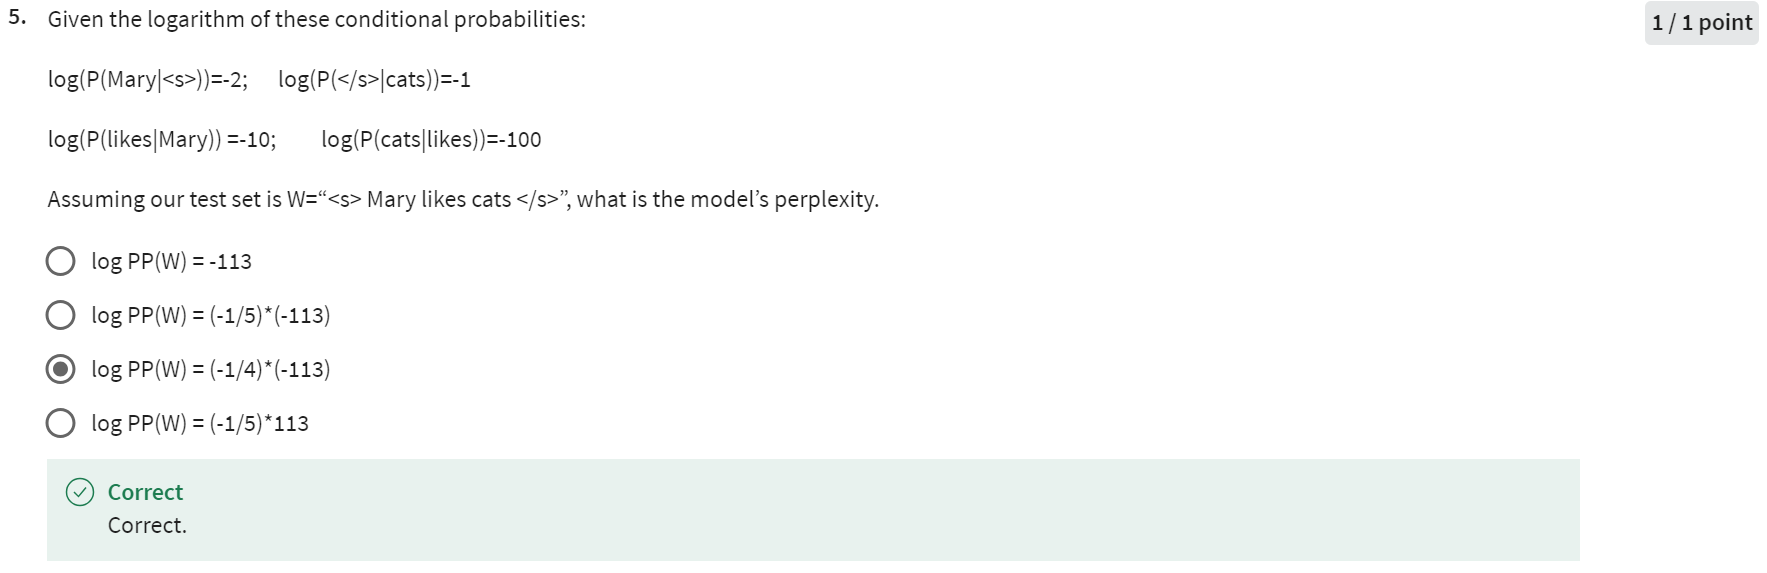 5. Given the logarithm of these conditional probabilities:
1 / 1 point
log(P(Mary|<s>))=-2; log(P(</s>|cats))=-1
log(P(likes|Mary)) =-10; log(P(cats|likes))=-100
Assuming our test set is W=“<s> Mary likes cats </s>”, what is the model’s perplexity.
log PP(W) = -113
log PP(W) = (-1/5)*(-113)
log PP(W) = (-1/4)*(-113)
log PP(W) = (-1/5)*113
Correct
Correct.